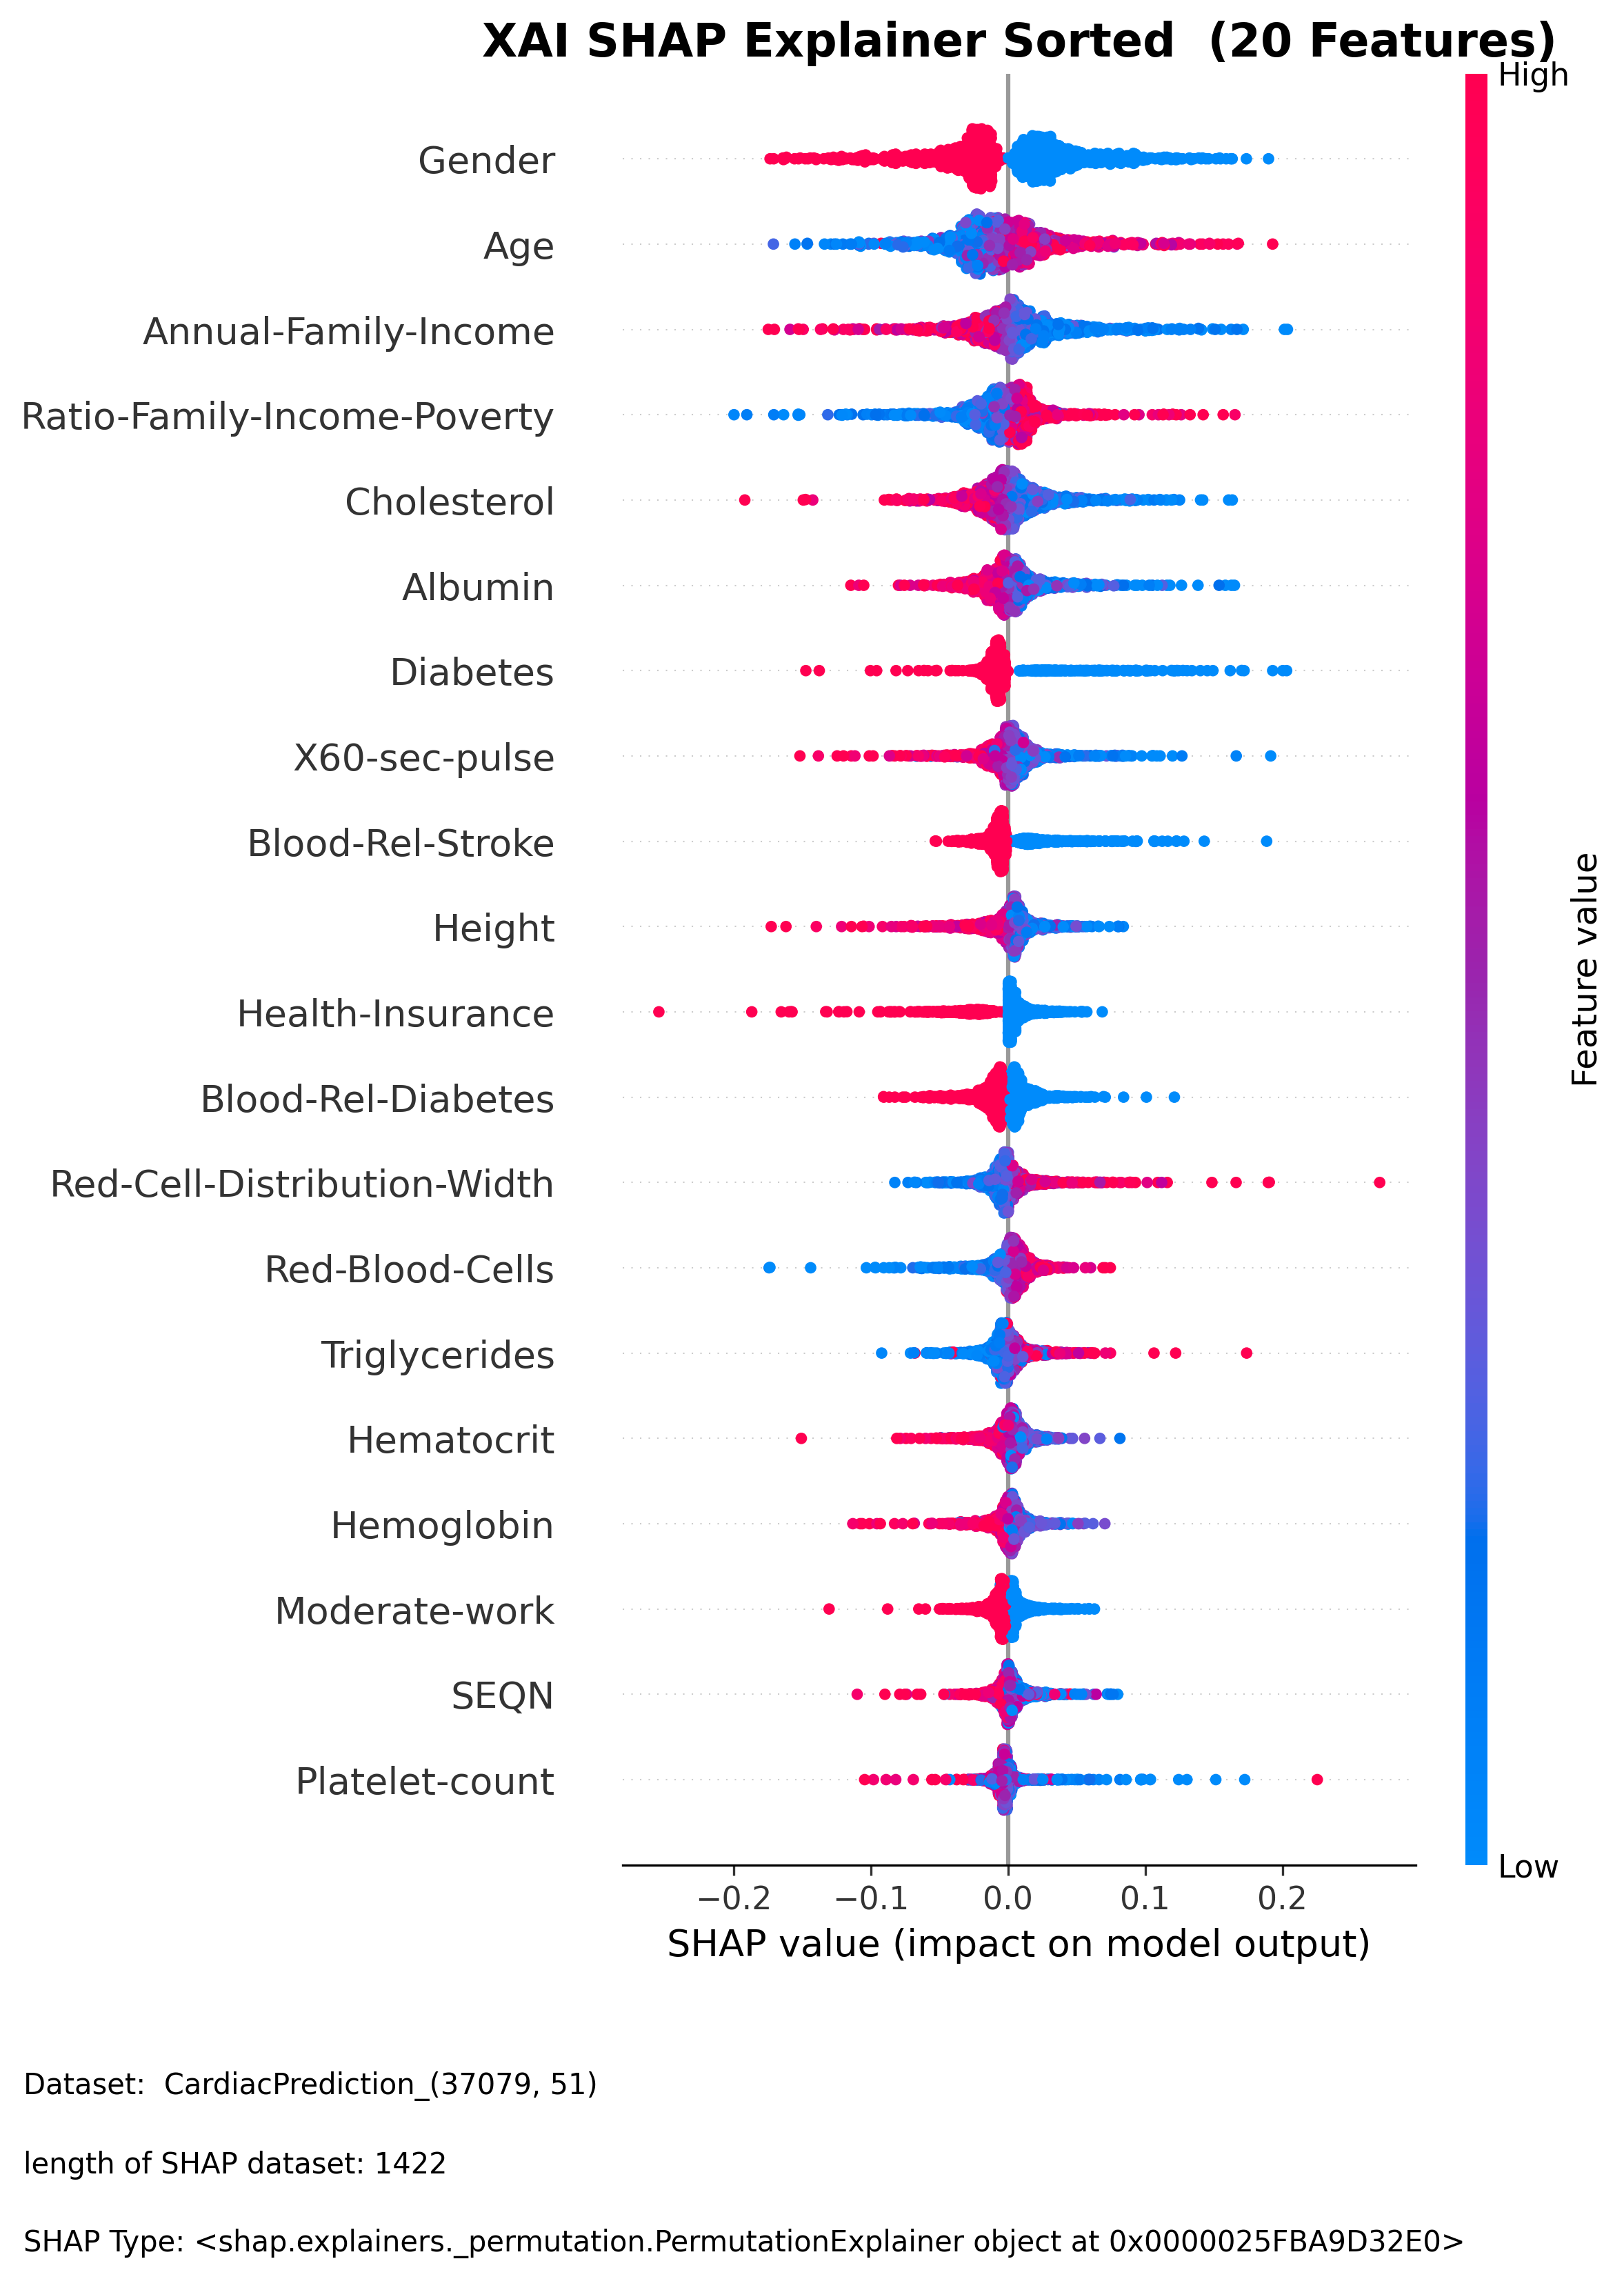 XAI SHAP Explainer Sorted  (20 Features)
High
Gender
Age
Annual-Family-Income
Ratio-Family-Income-Poverty
Cholesterol
Albumin
Diabetes
X60-sec-pulse
Blood-Rel-Stroke
Height
Health-Insurance
Blood-Rel-Diabetes
Red-Cell-Distribution-Width
Red-Blood-Cells
Triglycerides
Hematocrit
Hemoglobin
Moderate-work
SEQN
Platelet-count
Feature value
Low
−0.2 −0.1 0.0 0.1 0.2
SHAP value (impact on model output)
Dataset:  CardiacPrediction_(37079, 51)
length of SHAP dataset: 1422
SHAP Type: <shap.explainers._permutation.PermutationExplainer object at 0x0000025FBA9D32E0>